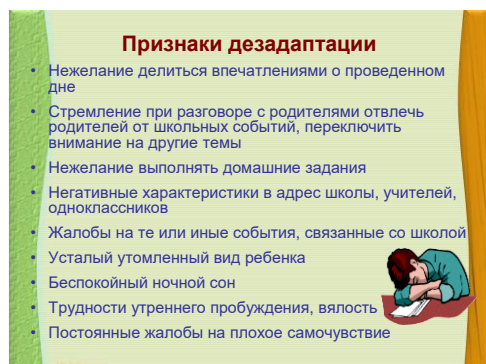 Признаки дезадаптации
• Нежелание делиться впечатлениями о проведенном
дне
• Стремление при разговоре с родителями отвлечь
родителей от школьных событий, переключить
внимание на другие темы
• Нежелание выполнять домашние задания
• Негативные характеристики в адрес школы, учителей,
одноклассников
• Жалобы на те или иные события, связанные со школой
• Усталый утомленный вид ребенка
• Беспокойный ночной сон
• Трудности утреннего пробуждения, вялость
• Постоянные жалобы на плохое самочувствие